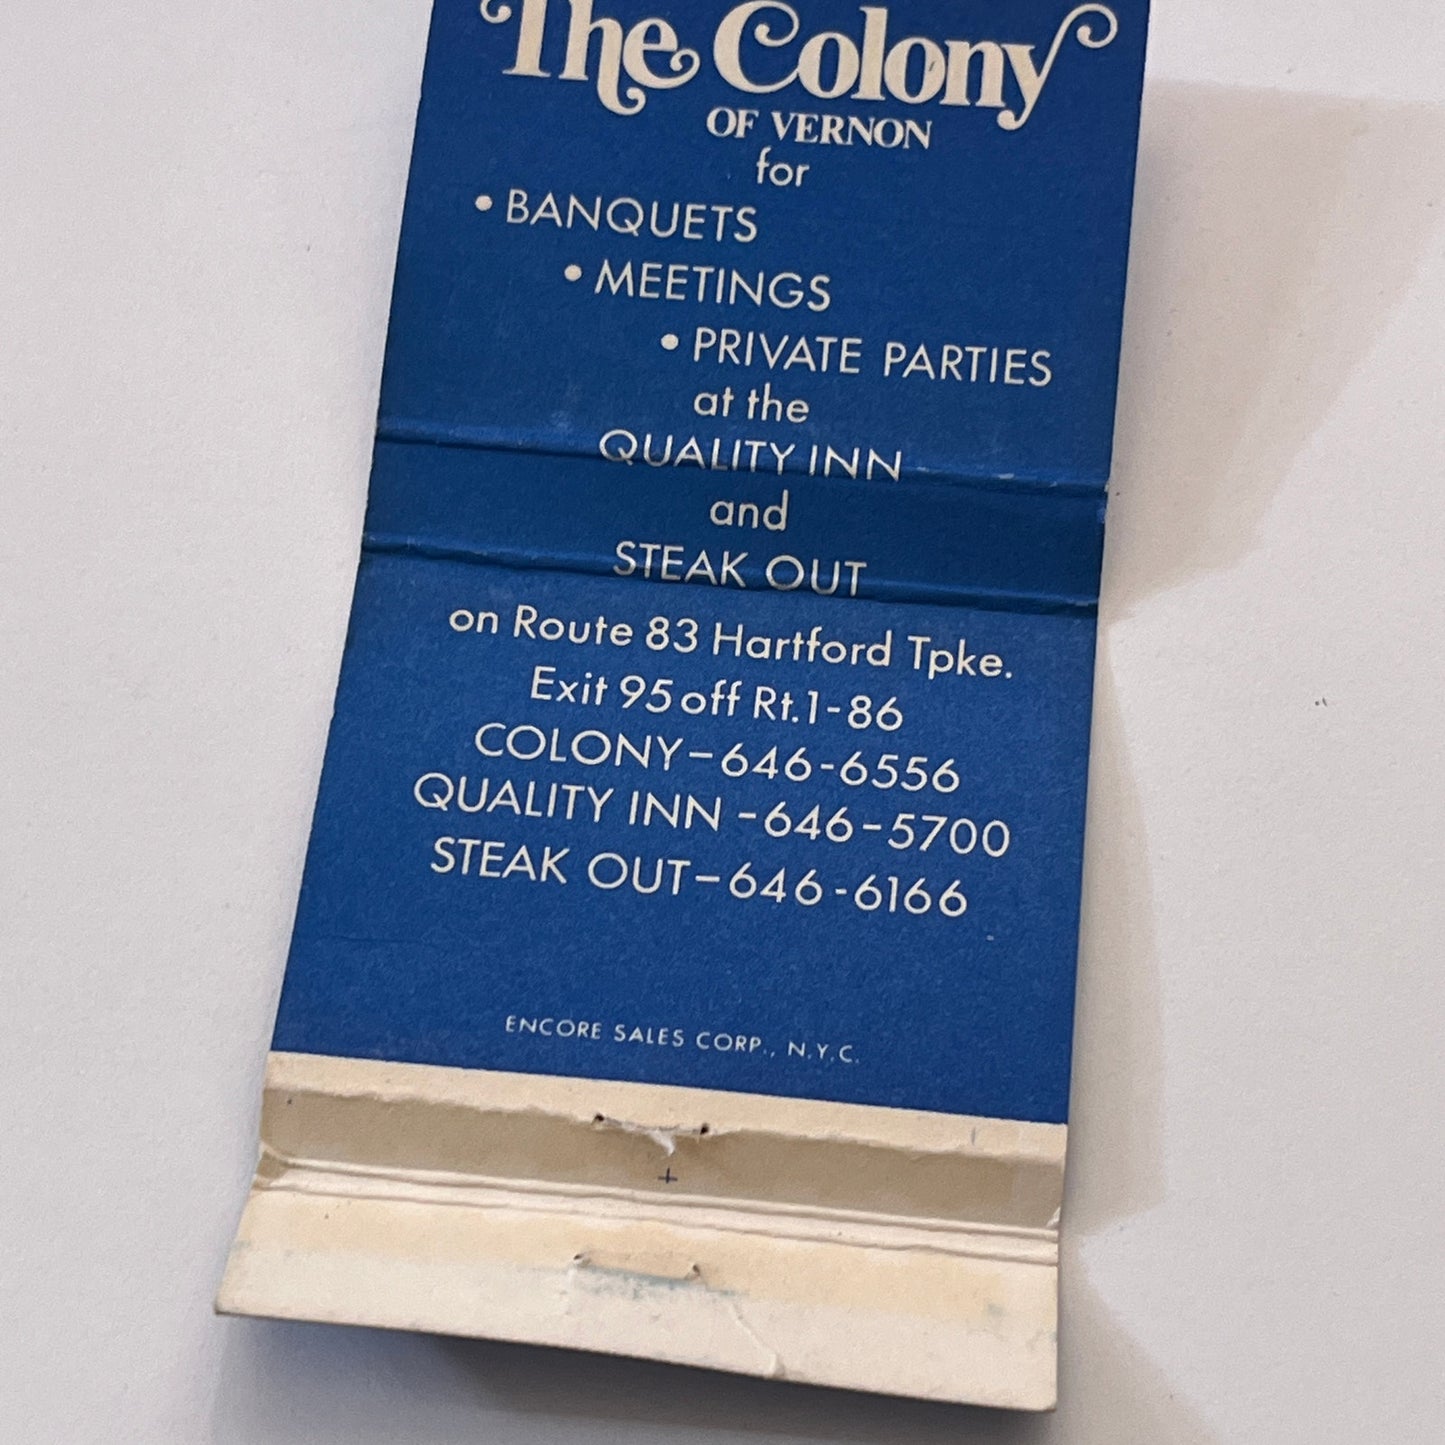 The Colony
OF VERNON
for
• BANQUETS
• MEETINGS
• PRIVATE PARTIES
at the
QUALITY INN
and
STEAK OUT
on Route 83 Hartford Tpke.
Exit 95 off Rt.1-86
COLONY-646-6556
QUALITY INN-646-5700
STEAK OUT-646-6166
ENCORE SALES CORP., N.Y.C.